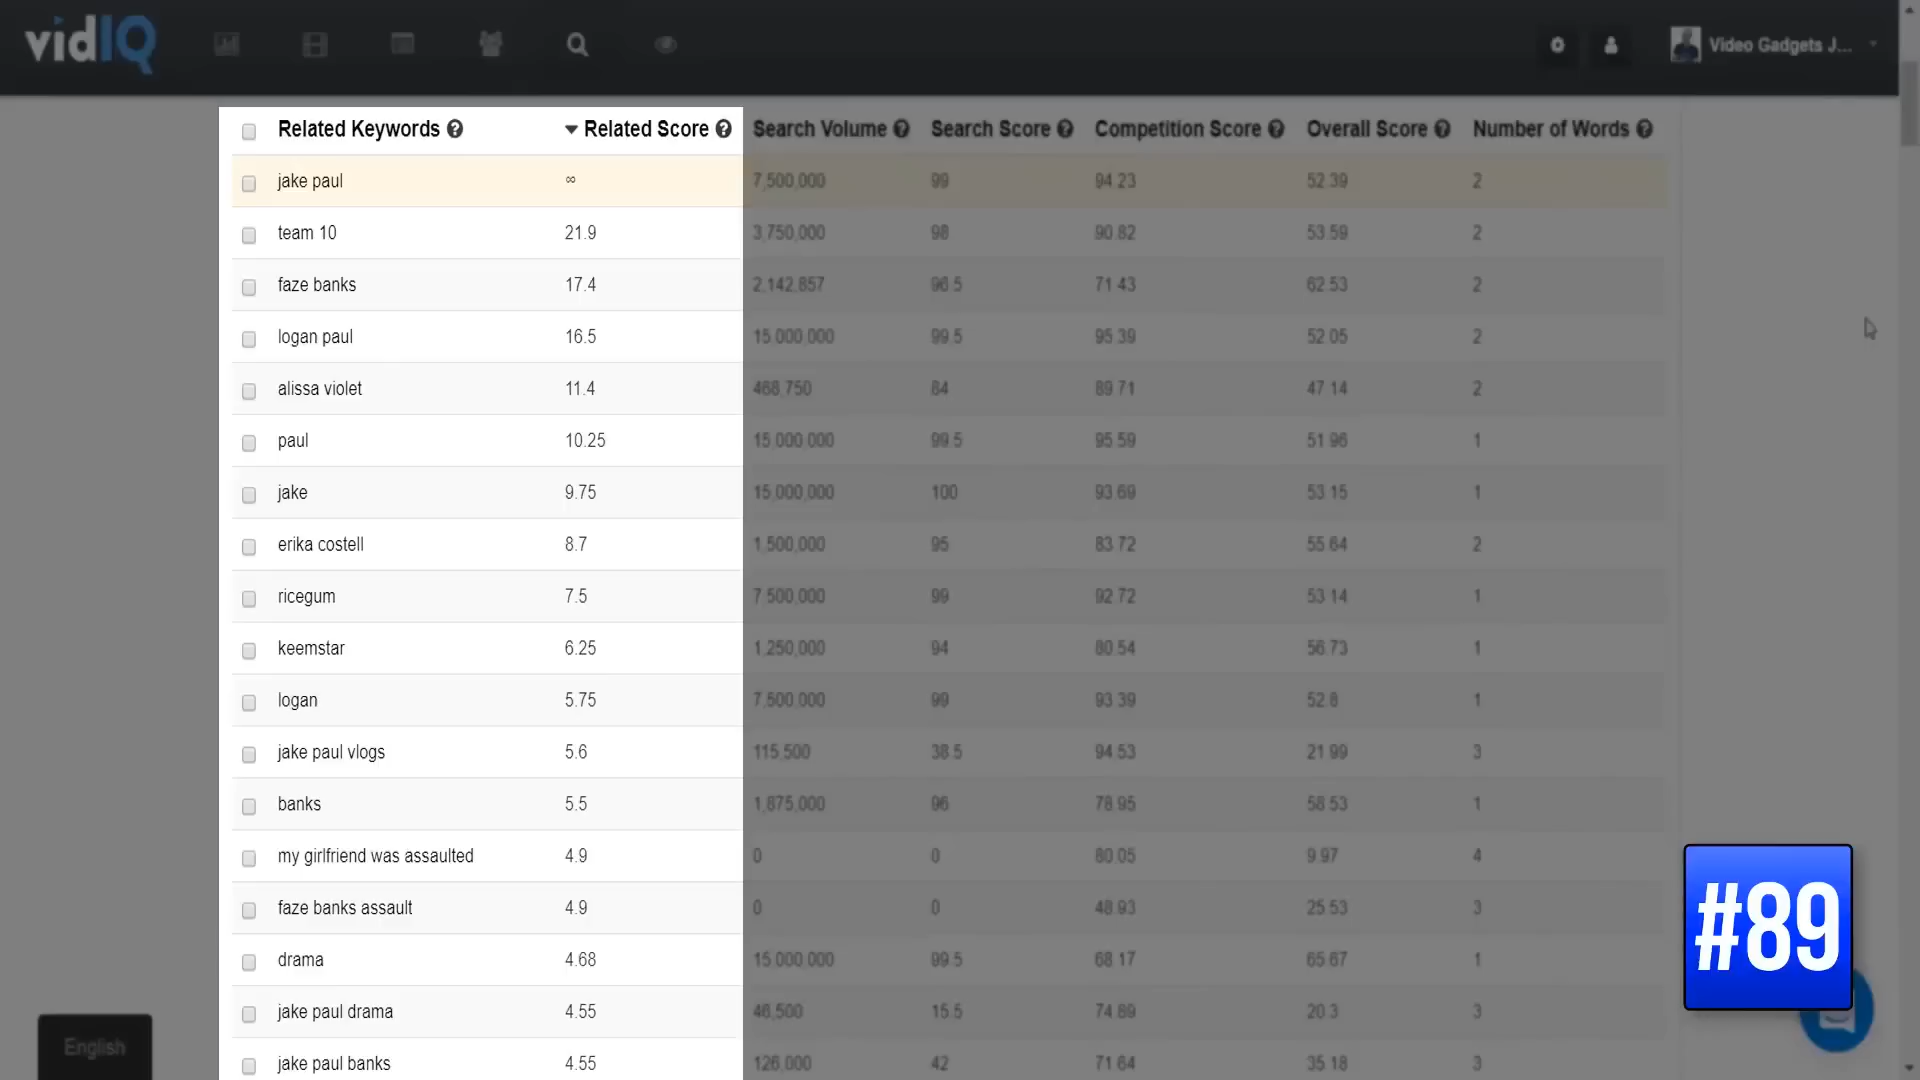 vidIQ
Video Gadgets J...
Related Keywords Related Score Search Volume Search Score Competition Score Overall Score Number of Words
jake paul ∞ 7,500,000 99 94.23 52.39 2
team 10 21.9 3,750,000 98 90.82 53.59 2
faze banks 17.4 2,142,857 96.5 71.43 62.53 2
logan paul 16.5 15,000,000 99.5 95.39 52.05 2
alissa violet 11.4 468,750 84 89.71 47.14 2
paul 10.25 15,000,000 99.5 95.59 51.96 1
jake 9.75 15,000,000 100 93.69 53.15 1
erika costell 8.7 1,500,000 95 83.72 55.64 2
ricegum 7.5 7,500,000 99 92.72 53.14 1
keemstar 6.25 1,250,000 94 80.54 56.73 1
logan 5.75 7,500,000 99 93.39 52.8 1
jake paul vlogs 5.6 115,500 38.5 94.53 21.99 3
banks 5.5 1,875,000 96 78.95 58.53 1
my girlfriend was assaulted 4.9 0 0 80.05 9.97 4
faze banks assault 4.9 0 0 48.93 25.53 3
drama 4.68 15,000,000 99.5 68.17 65.67 1
jake paul drama 4.55 46,500 15.5 74.89 20.3 3
jake paul banks 4.55 126,000 42 71.64 35.18 3
#89
English